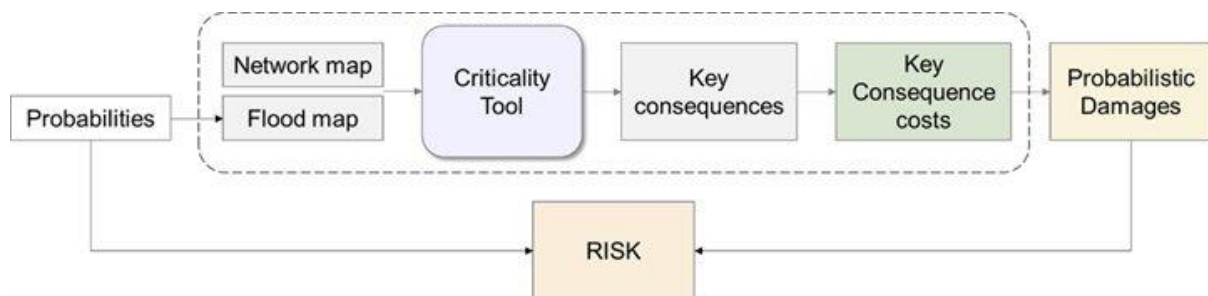 Network map
Flood map
Probabilities
Criticality
Tool
Key
consequences
Key
Consequence
costs
Probabilistic
Damages
RISK